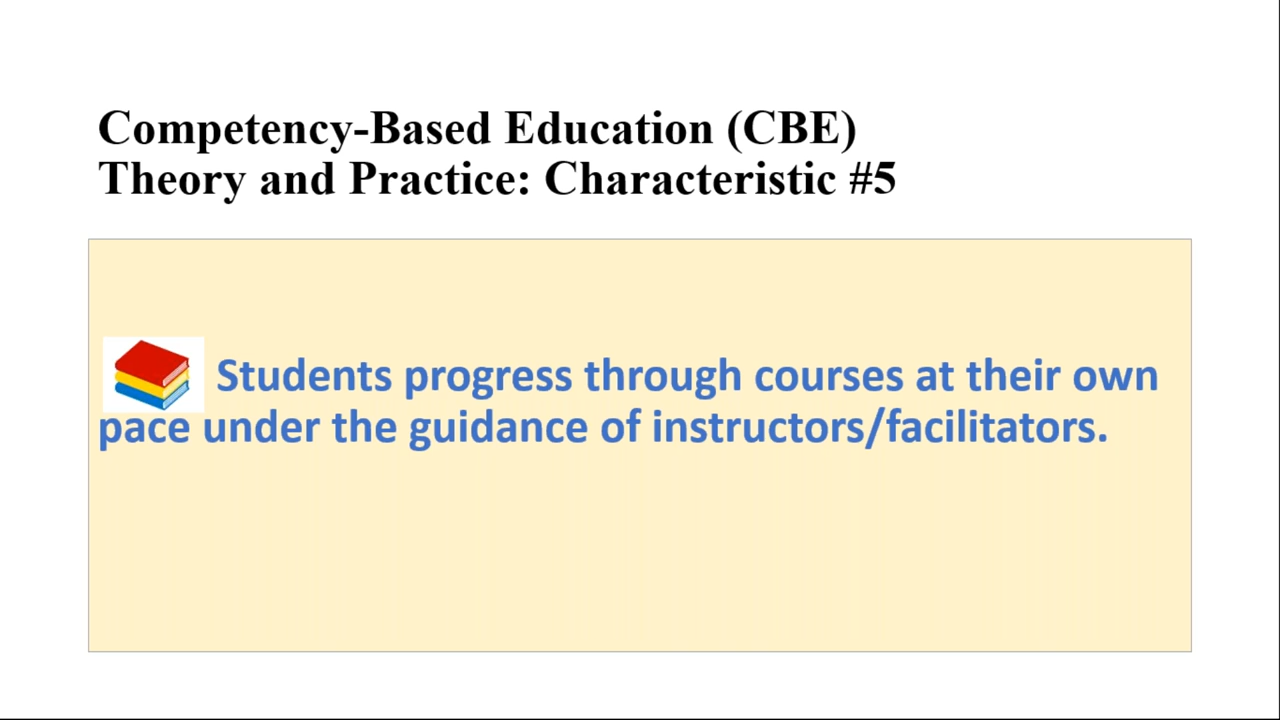 Competency-Based Education (CBE)
Theory and Practice: Characteristic #5
Students progress through courses at their own
pace under the guidance of instructors/facilitators.